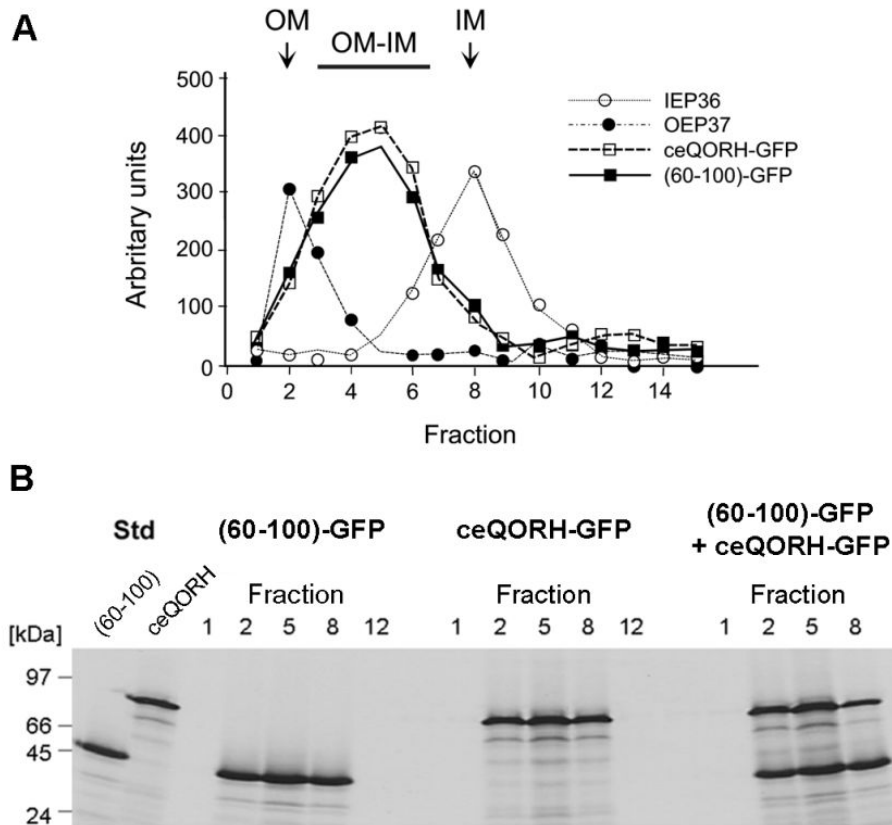 A
OM
OM-IM
IM
500
400
300
200
100
0
Arbritary units
0 2 4 6 8 10 12 14
Fraction
IEP36
OEP37
ceQORH-GFP
(60-100)-GFP
B
Std
(60-100)-GFP
ceQORH-GFP
(60-100)-GFP
+ ceQORH-GFP
(60-100)
ceQORH
Fraction
Fraction
Fraction
[kDa]
1 2 5 8 12
1 2 5 8 12
1 2 5 8
97
66
45
24